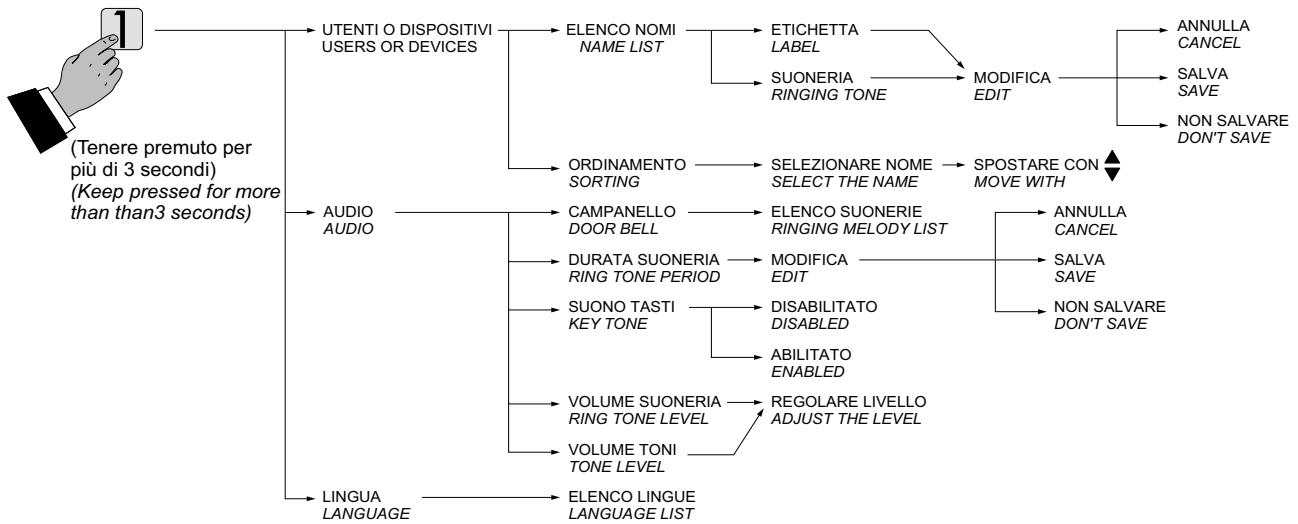 1
(Tenere premuto per
più di 3 secondi)
(Keep pressed for more
than than3 seconds)
UTENTI O DISPOSITIVI
USERS OR DEVICES
ELENCO NOMI
NAME LIST
ETICHETTA
LABEL
SUONERIA
RINGING TONE
MODIFICA
EDIT
ANNULLA
CANCEL
SALVA
SAVE
NON SALVARE
DON'T SAVE
ORDINAMENTO
SORTING
SELEZIONARE NOME
SELECT THE NAME
SPOSTARE CON
MOVE WITH
AUDIO
AUDIO
CAMPANELLO
DOOR BELL
ELENCO SUONERIE
RINGING MELODY LIST
DURATA SUONERIA
RING TONE PERIOD
MODIFICA
EDIT
ANNULLA
CANCEL
SALVA
SAVE
NON SALVARE
DON'T SAVE
SUONO TASTI
KEY TONE
DISABILITATO
DISABLED
ABILITATO
ENABLED
VOLUME SUONERIA
RING TONE LEVEL
REGOLARE LIVELLO
ADJUST THE LEVEL
VOLUME TONI
TONE LEVEL
LINGUA
LANGUAGE
ELENCO LINGUE
LANGUAGE LIST